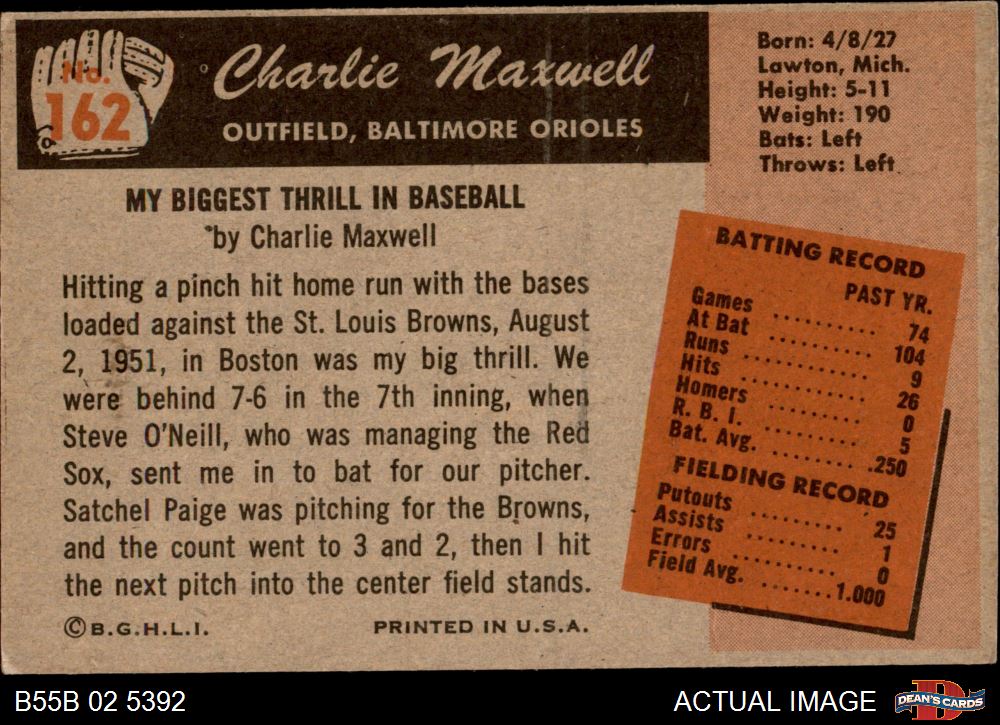 No.
162
Charlie Maxwell
OUTFIELD, BALTIMORE ORIOLES
Born: 4/8/27
Lawton, Mich.
Height: 5-11
Weight: 190
Bats: Left
Throws: Left
MY BIGGEST THRILL IN BASEBALL
by Charlie Maxwell
Hitting a pinch hit home run with the bases
loaded against the St. Louis Browns, August
2, 1951, in Boston was my big thrill. We
were behind 7-6 in the 7th inning, when
Steve O'Neill, who was managing the Red
Sox, sent me in to bat for our pitcher.
Satchel Paige was pitching for the Browns,
and the count went to 3 and 2, then I hit
the next pitch into the center field stands.
©B.G.H.L.I. PRINTED IN U.S.A.
BATTING RECORD
PAST YR.
Games .......... 74
At Bat .......... 104
Runs .......... 9
Hits .......... 26
Homers .......... 0
R. B. I. .......... 5
Bat. Avg. .......... .250
FIELDING RECORD
Putouts .......... 25
Assists .......... 1
Errors .......... 0
Field Avg. ....... 1.000
B55B 02 5392 ACTUAL IMAGE
D
DEAN'S CARDS